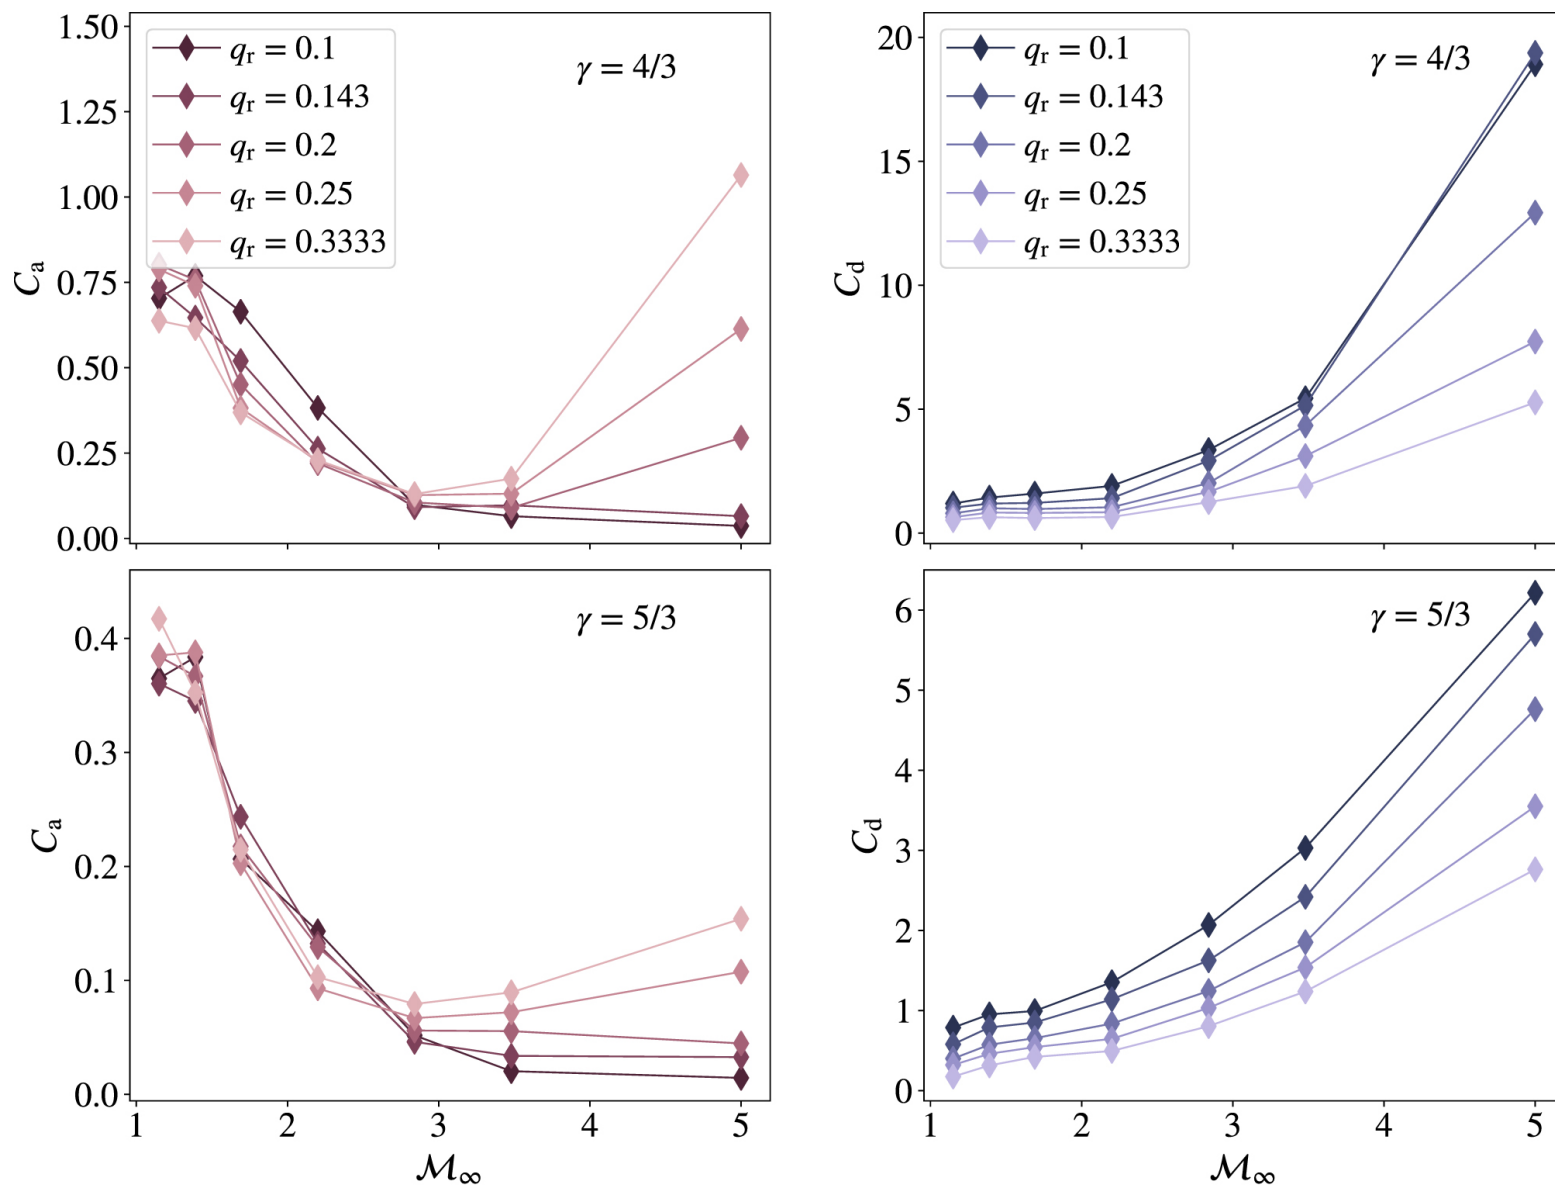 1.50
1.25
1.00
0.75
0.50
0.25
0.00
C_a
q_r = 0.1
q_r = 0.143
q_r = 0.2
q_r = 0.25
q_r = 0.3333
γ = 4/3
20
15
10
5
0
C_d
q_r = 0.1
q_r = 0.143
q_r = 0.2
q_r = 0.25
q_r = 0.3333
γ = 4/3
0.4
0.3
0.2
0.1
0.0
C_a
γ = 5/3
1 2 3 4 5
ℳ_∞
6
5
4
3
2
1
0
C_d
γ = 5/3
1 2 3 4 5
ℳ_∞